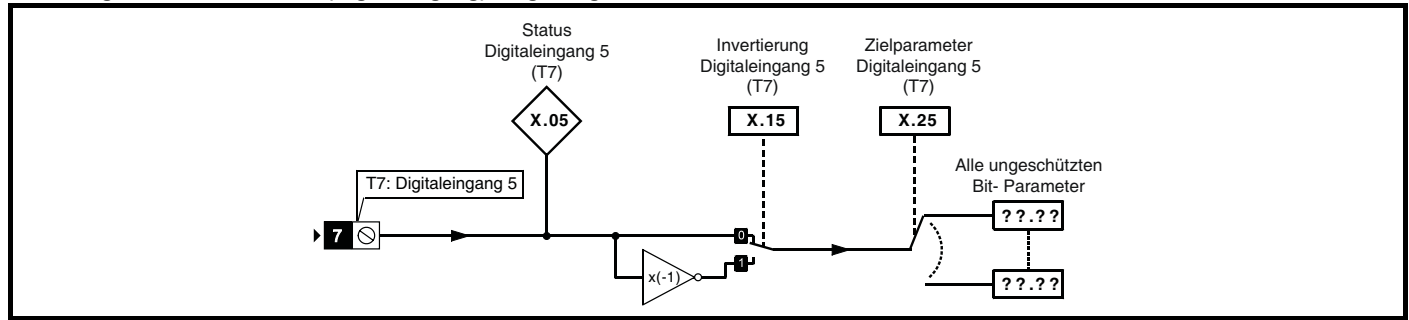 Status
Digitaleingang 5
(T7)
Invertierung
Digitaleingang 5
(T7)
Zielparameter
Digitaleingang 5
(T7)
X.05
X.15
X.25
Alle ungeschützten
Bit- Parameter
T7: Digitaleingang 5
??.??
7
0
1
x(-1)
??.??